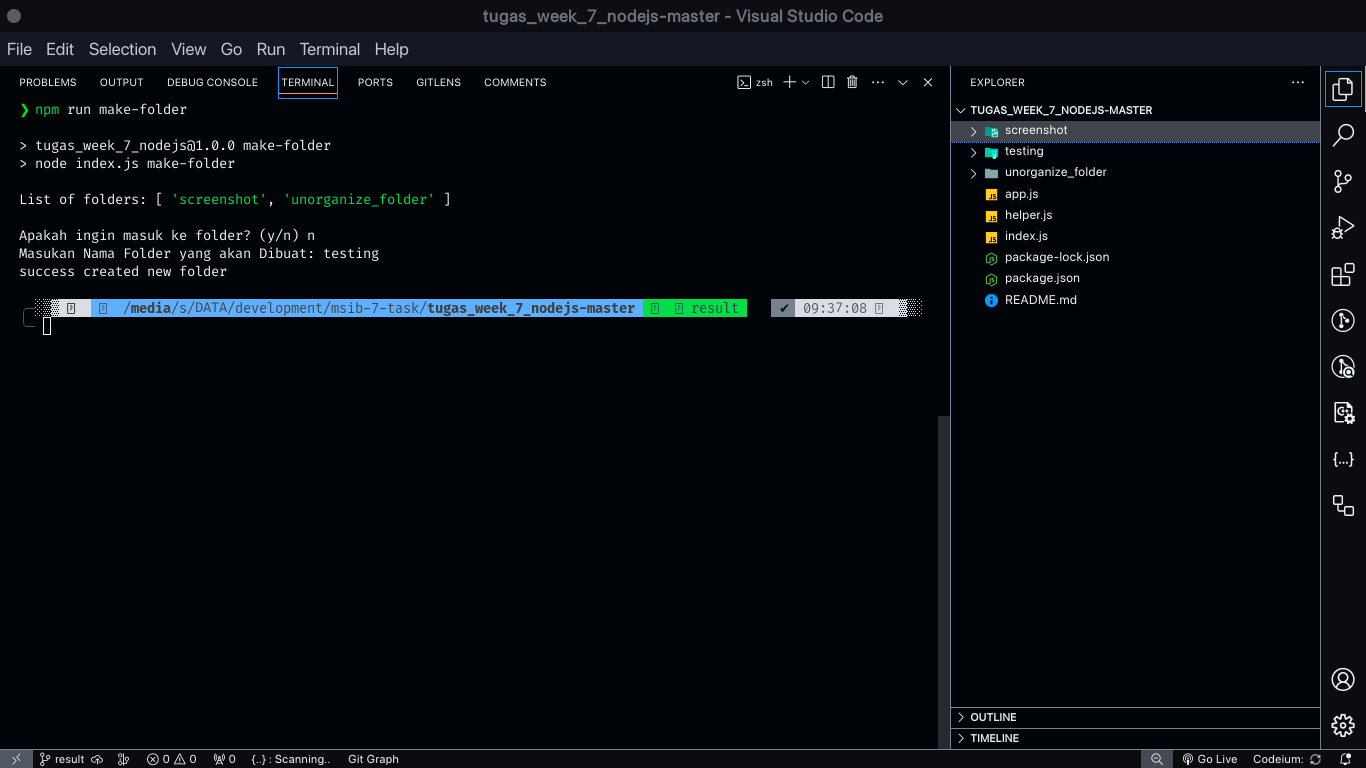 tugas_week_7_nodejs-master - Visual Studio Code
File Edit Selection View Go Run Terminal Help
PROBLEMS OUTPUT DEBUG CONSOLE TERMINAL PORTS GITLENS COMMENTS
zsh
❯ npm run make-folder
> tugas_week_7_nodejs@1.0.0 make-folder
> node index.js make-folder
List of folders: [ 'screenshot', 'unorganize_folder' ]
Apakah ingin masuk ke folder? (y/n) n
Masukan Nama Folder yang akan Dibuat: testing
success created new folder
/media/s/DATA/development/msib-7-task/tugas_week_7_nodejs-master result ✔ 09:37:08
EXPLORER
TUGAS_WEEK_7_NODEJS-MASTER
screenshot
testing
unorganize_folder
JS app.js
JS helper.js
JS index.js
package-lock.json
package.json
README.md
OUTLINE
TIMELINE
result 0 0 0 {..} : Scanning.. Git Graph Go Live Codeium: